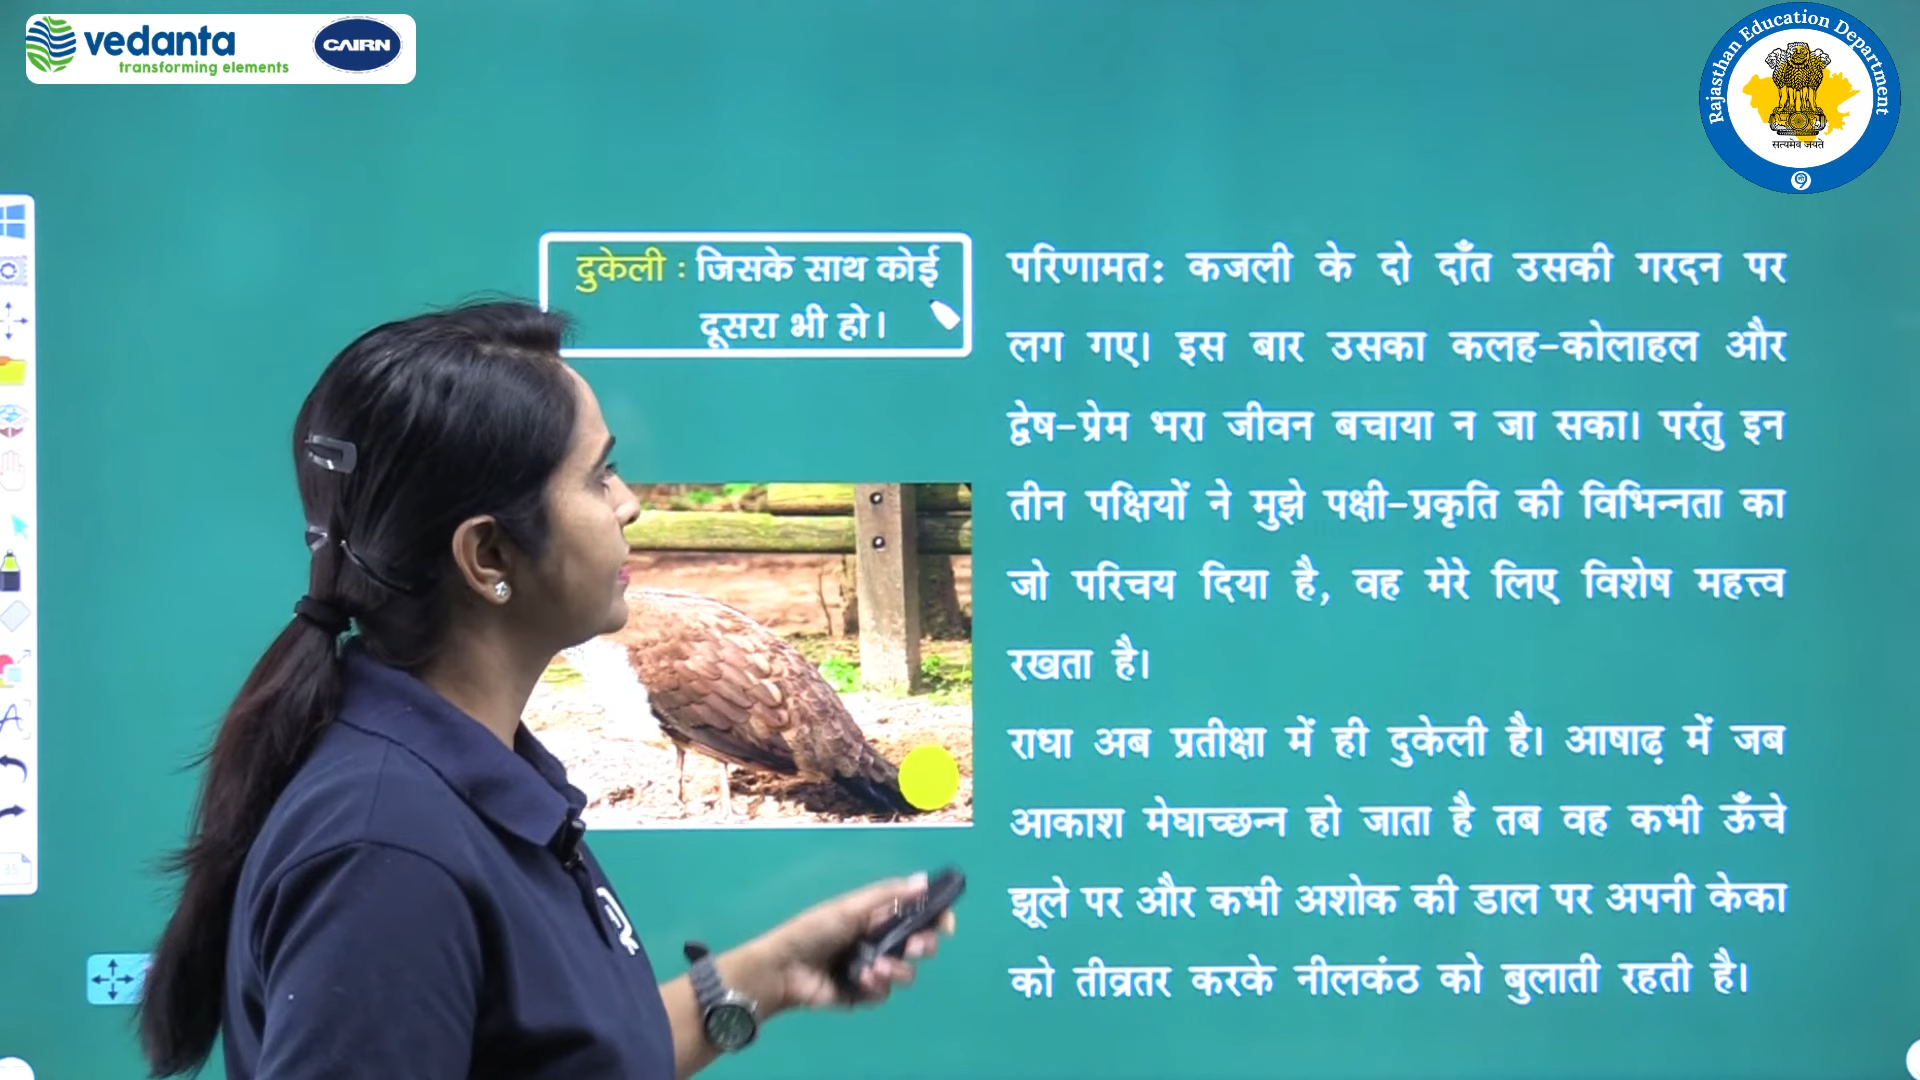 vedanta
transforming elements
CAIRN
Rajasthan Education Department
सत्यमेव जयते
दुकेली : जिसके साथ कोई
दूसरा भी हो।
परिणामतः कजली के दो दाँत उसकी गरदन पर
लग गए। इस बार उसका कलह-कोलाहल और
द्वेष-प्रेम भरा जीवन बचाया न जा सका। परंतु इन
तीन पक्षियों ने मुझे पक्षी-प्रकृति की विभिन्नता का
जो परिचय दिया है, वह मेरे लिए विशेष महत्त्व
रखता है।
राधा अब प्रतीक्षा में ही दुकेली है। आषाढ़ में जब
आकाश मेघाच्छन्न हो जाता है तब वह कभी ऊँचे
झूले पर और कभी अशोक की डाल पर अपनी केका
को तीव्रतर करके नीलकंठ को बुलाती रहती है।